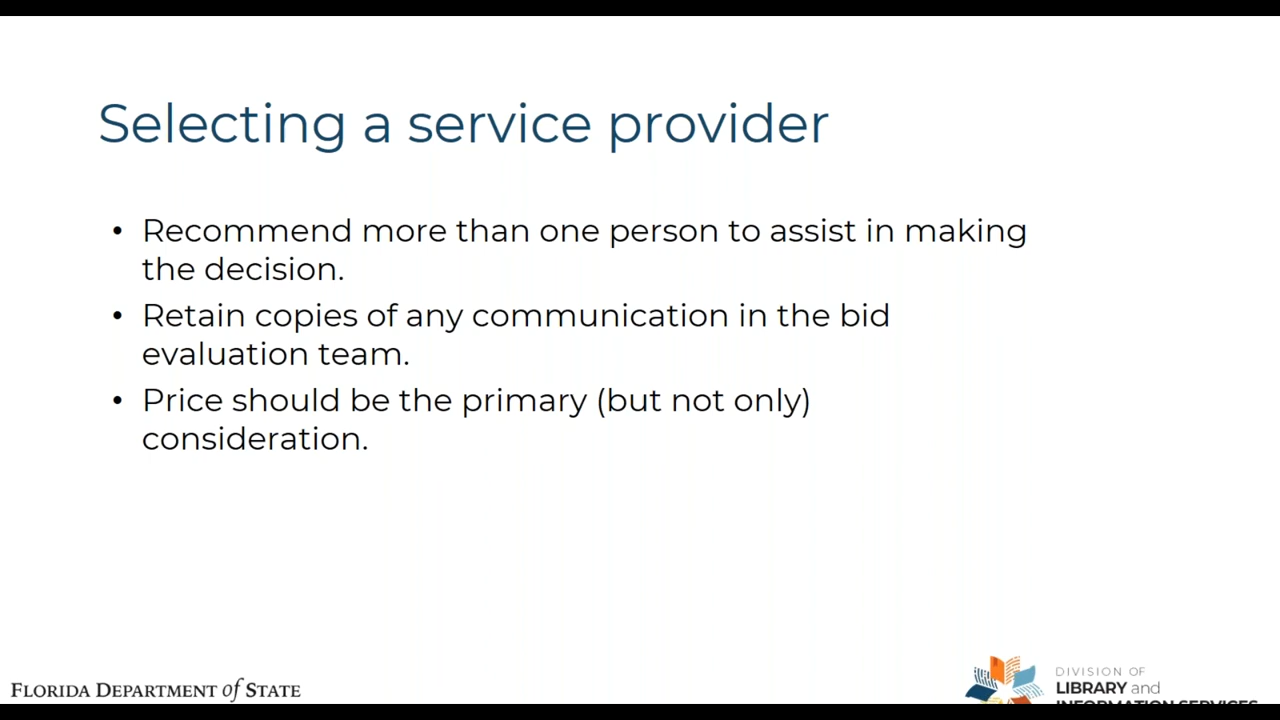 Selecting a service provider
• Recommend more than one person to assist in making
the decision.
• Retain copies of any communication in the bid
evaluation team.
• Price should be the primary (but not only)
consideration.
FLORIDA DEPARTMENT of STATE
DIVISION OF
LIBRARY and
INFORMATION SERVICES